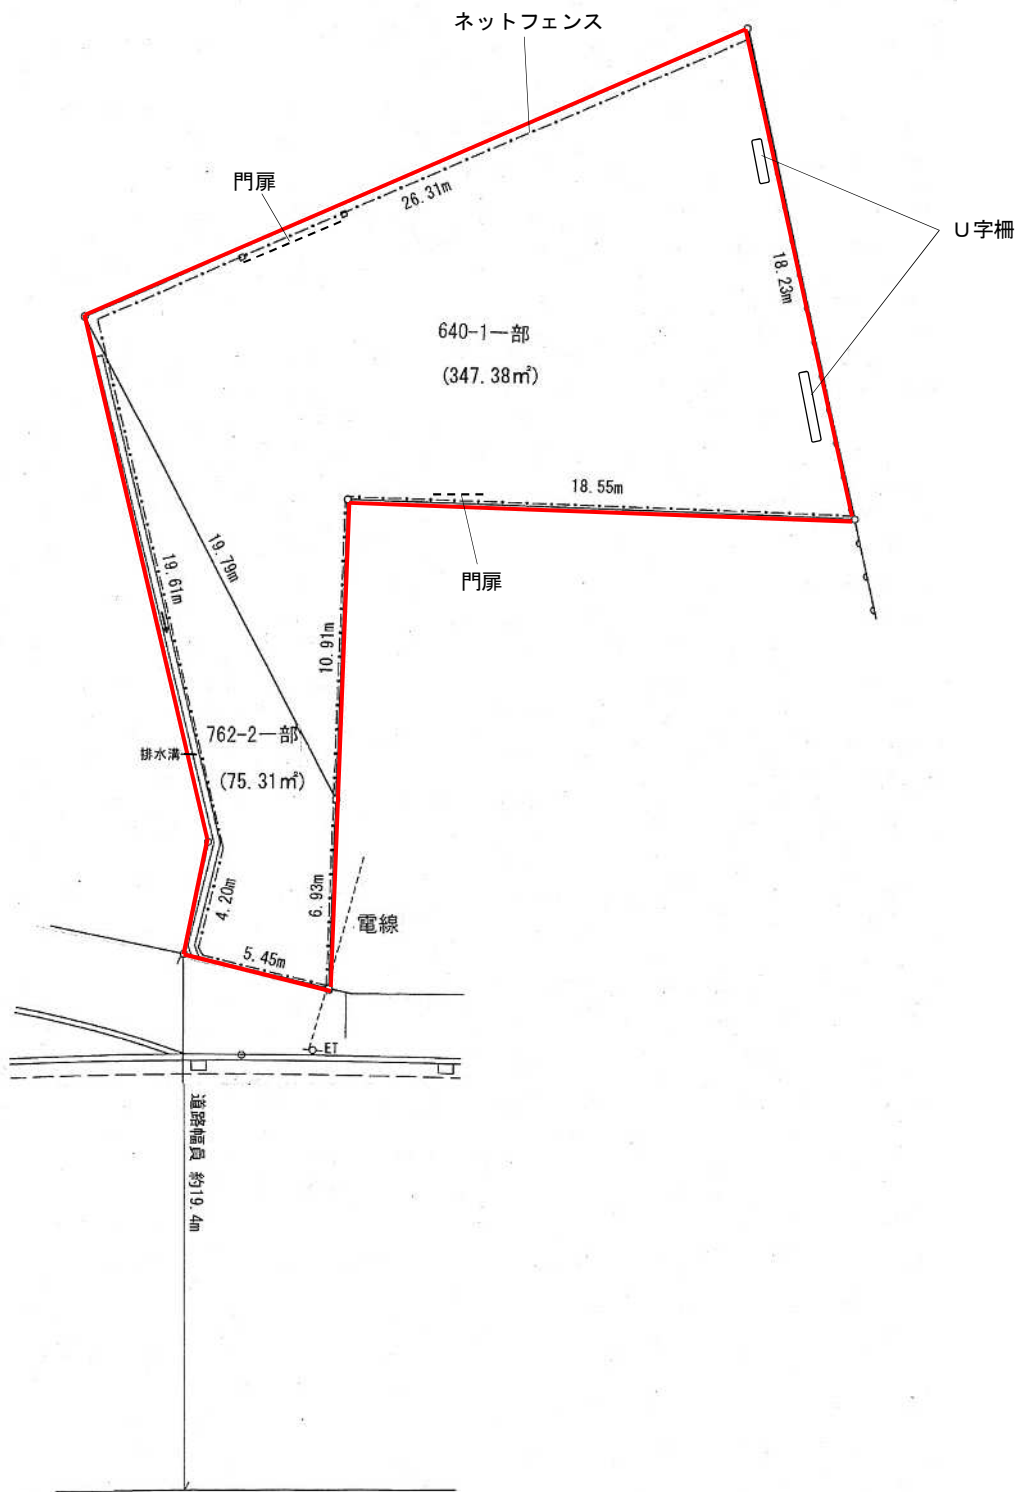 ネットフェンス
門扉
26.31m
U字柵
18.23m
640-1一部
(347.38㎡)
18.55m
19.79m
19.61m
門扉
10.91m
762-2一部
排水溝
(75.31㎡)
4.20m
6.93m
電線
5.45m
ET
道路幅員 約19.4m